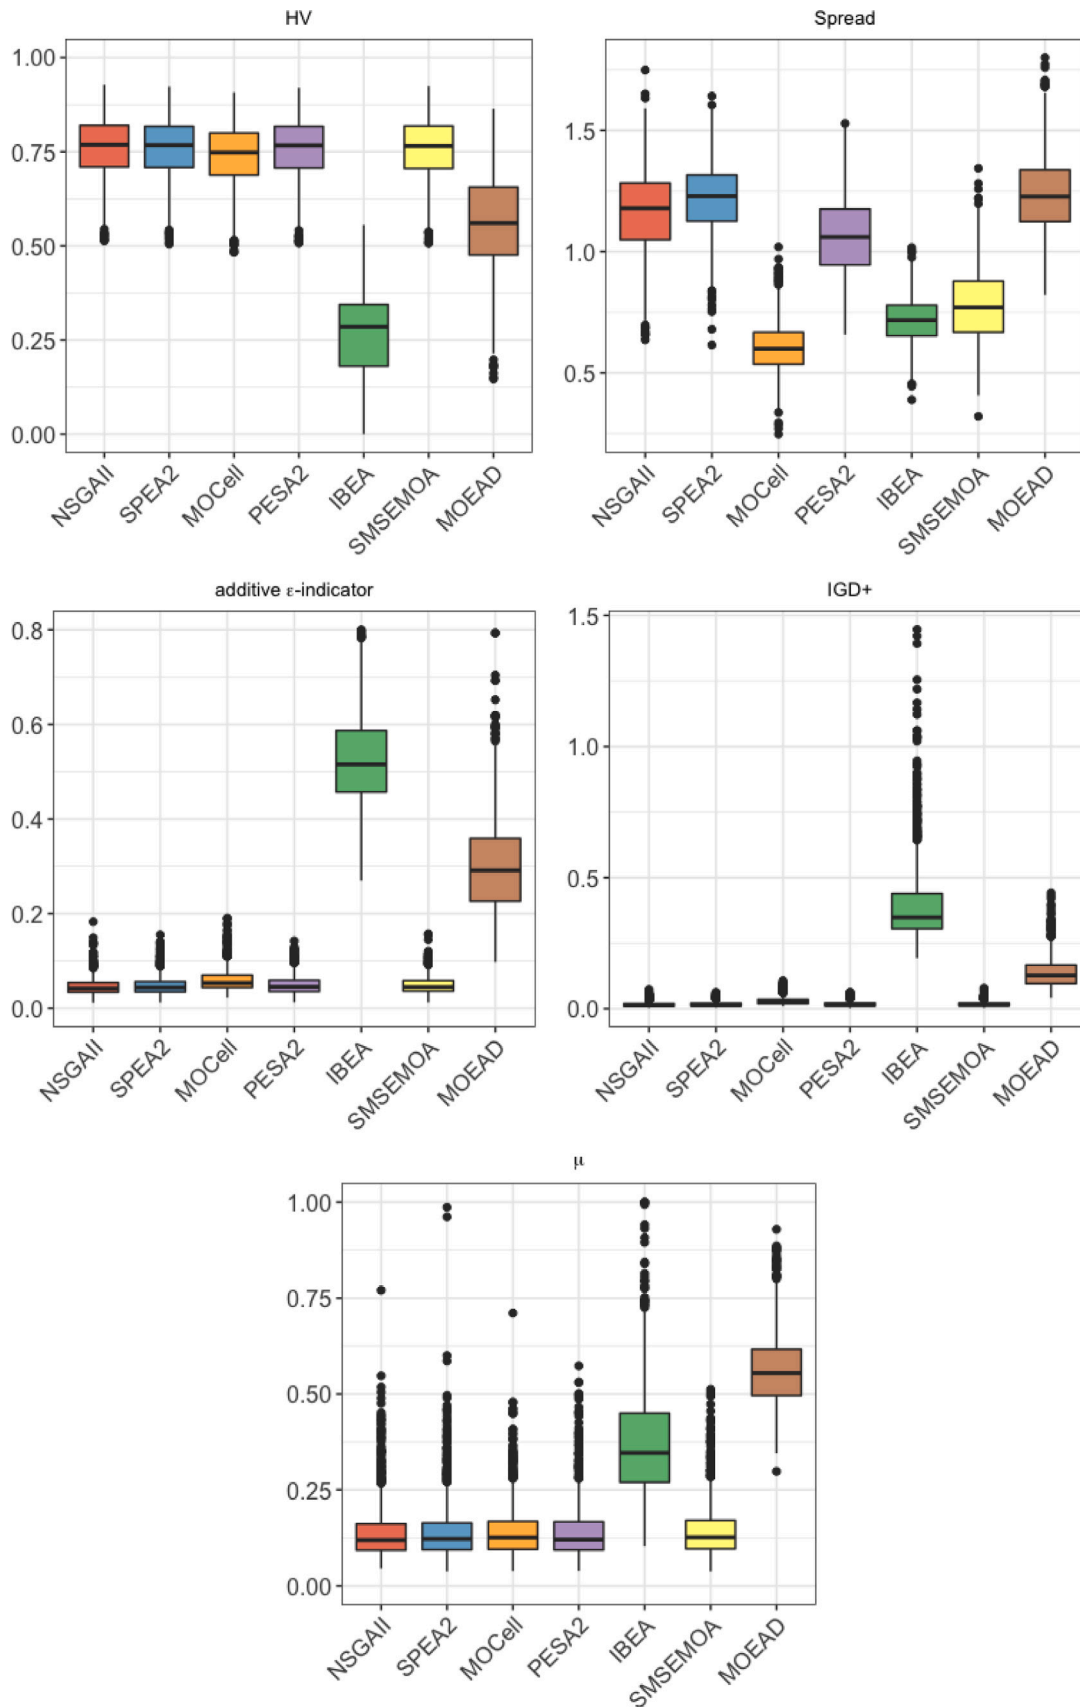 HV
1.00
0.75
0.50
0.25
0.00
NSGAII SPEA2 MOCell PESA2 IBEA SMSEMOA MOEAD
Spread
1.5
1.0
0.5
NSGAII SPEA2 MOCell PESA2 IBEA SMSEMOA MOEAD
additive ε-indicator
0.8
0.6
0.4
0.2
0.0
NSGAII SPEA2 MOCell PESA2 IBEA SMSEMOA MOEAD
IGD+
1.5
1.0
0.5
0.0
NSGAII SPEA2 MOCell PESA2 IBEA SMSEMOA MOEAD
μ
1.00
0.75
0.50
0.25
0.00
NSGAII SPEA2 MOCell PESA2 IBEA SMSEMOA MOEAD